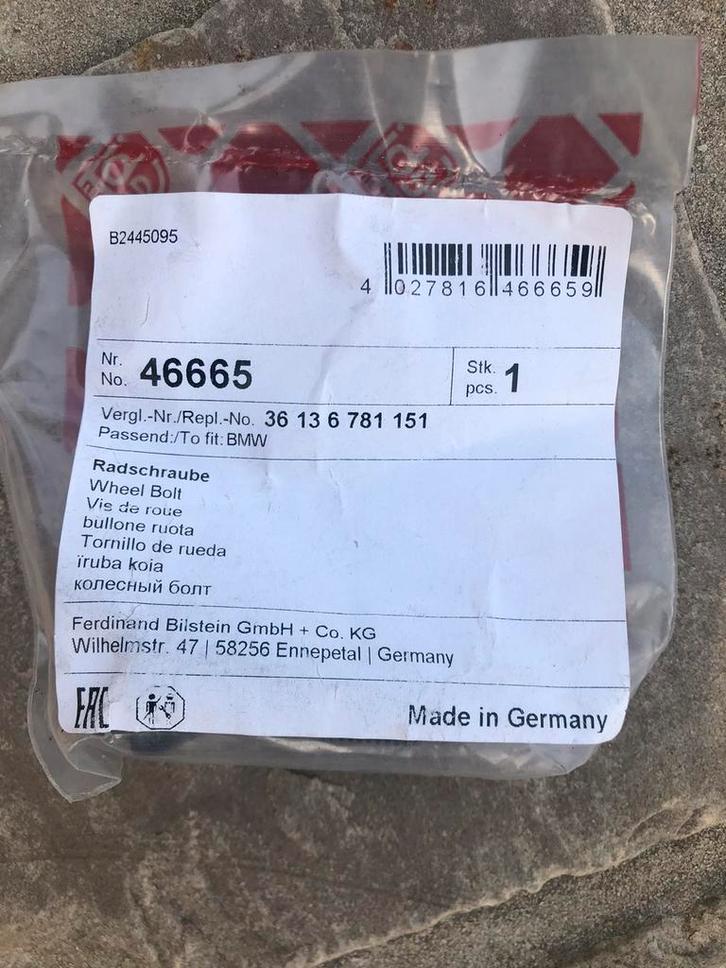 B2445095
4 027816 466659
Nr.
No. 46665
Stk.
pcs. 1
Vergl.-Nr./Repl.-No. 36 13 6 781 151
Passend:/To fit: BMW
Radschraube
Wheel Bolt
Vis de roue
bullone ruota
Tornillo de rueda
śruba koła
колесный болт
Ferdinand Bilstein GmbH + Co. KG
Wilhelmstr. 47 | 58256 Ennepetal | Germany
EAC
Made in Germany